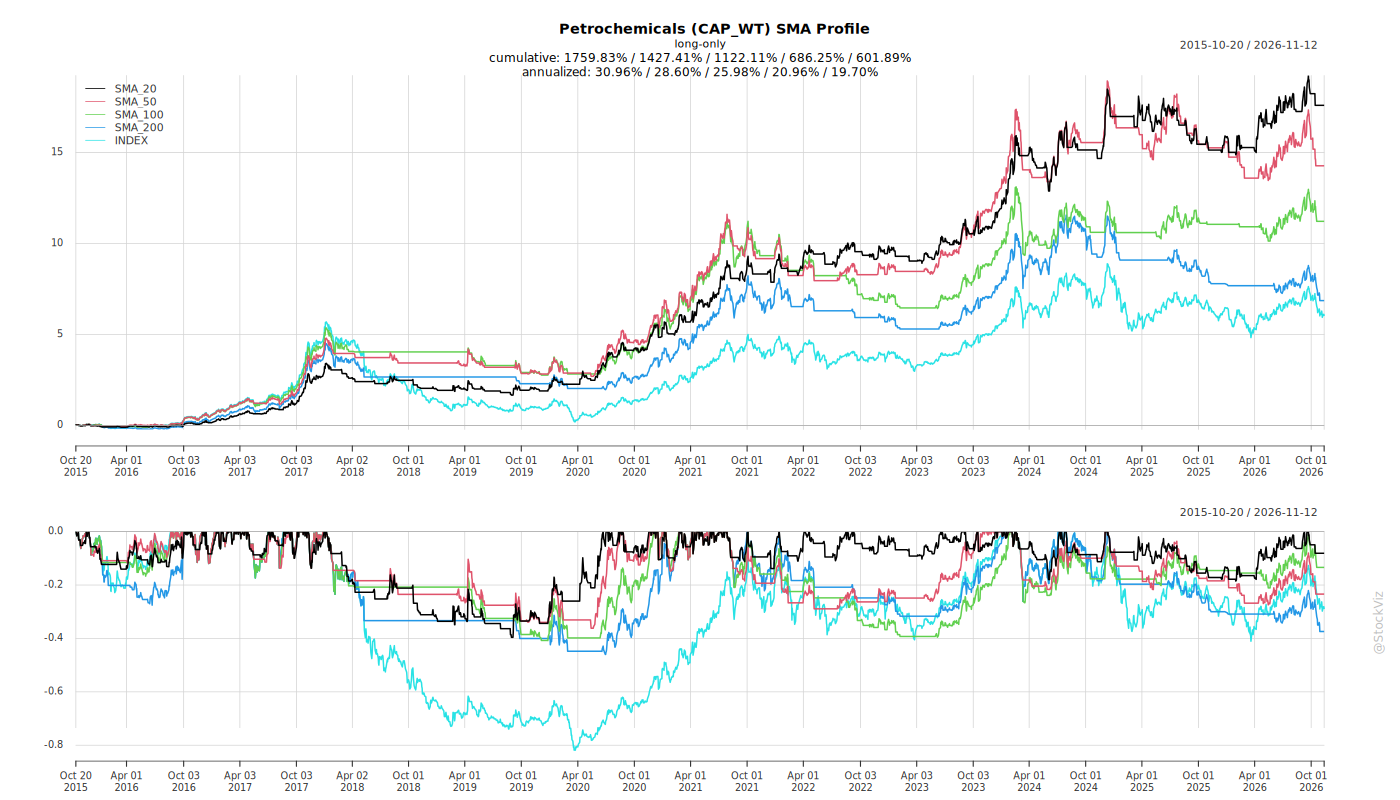 Petrochemicals (CAP_WT) SMA Profile
long-only
cumulative: 1759.83% / 1427.41% / 1122.11% / 686.25% / 601.89%
annualized: 30.96% / 28.60% / 25.98% / 20.96% / 19.70%
2015-10-20 / 2026-11-12
SMA_20
SMA_50
SMA_100
SMA_200
INDEX
15
10
5
0
Oct 20 Apr 01 Oct 03 Apr 03 Oct 03 Apr 02 Oct 01 Apr 01 Oct 01 Apr 01 Oct 01 Apr 01 Oct 01 Apr 01 Oct 03 Apr 03 Oct 03 Apr 01 Oct 01 Apr 01 Oct 01 Apr 01 Oct 01
2015 2016 2016 2017 2017 2018 2018 2019 2019 2020 2020 2021 2021 2022 2022 2023 2023 2024 2024 2025 2025 2026 2026
2015-10-20 / 2026-11-12
0.0
-0.2
-0.4
-0.6
-0.8
Oct 20 Apr 01 Oct 03 Apr 03 Oct 03 Apr 02 Oct 01 Apr 01 Oct 01 Apr 01 Oct 01 Apr 01 Oct 01 Apr 01 Oct 03 Apr 03 Oct 03 Apr 01 Oct 01 Apr 01 Oct 01 Apr 01 Oct 01
2015 2016 2016 2017 2017 2018 2018 2019 2019 2020 2020 2021 2021 2022 2022 2023 2023 2024 2024 2025 2025 2026 2026
@StockViz